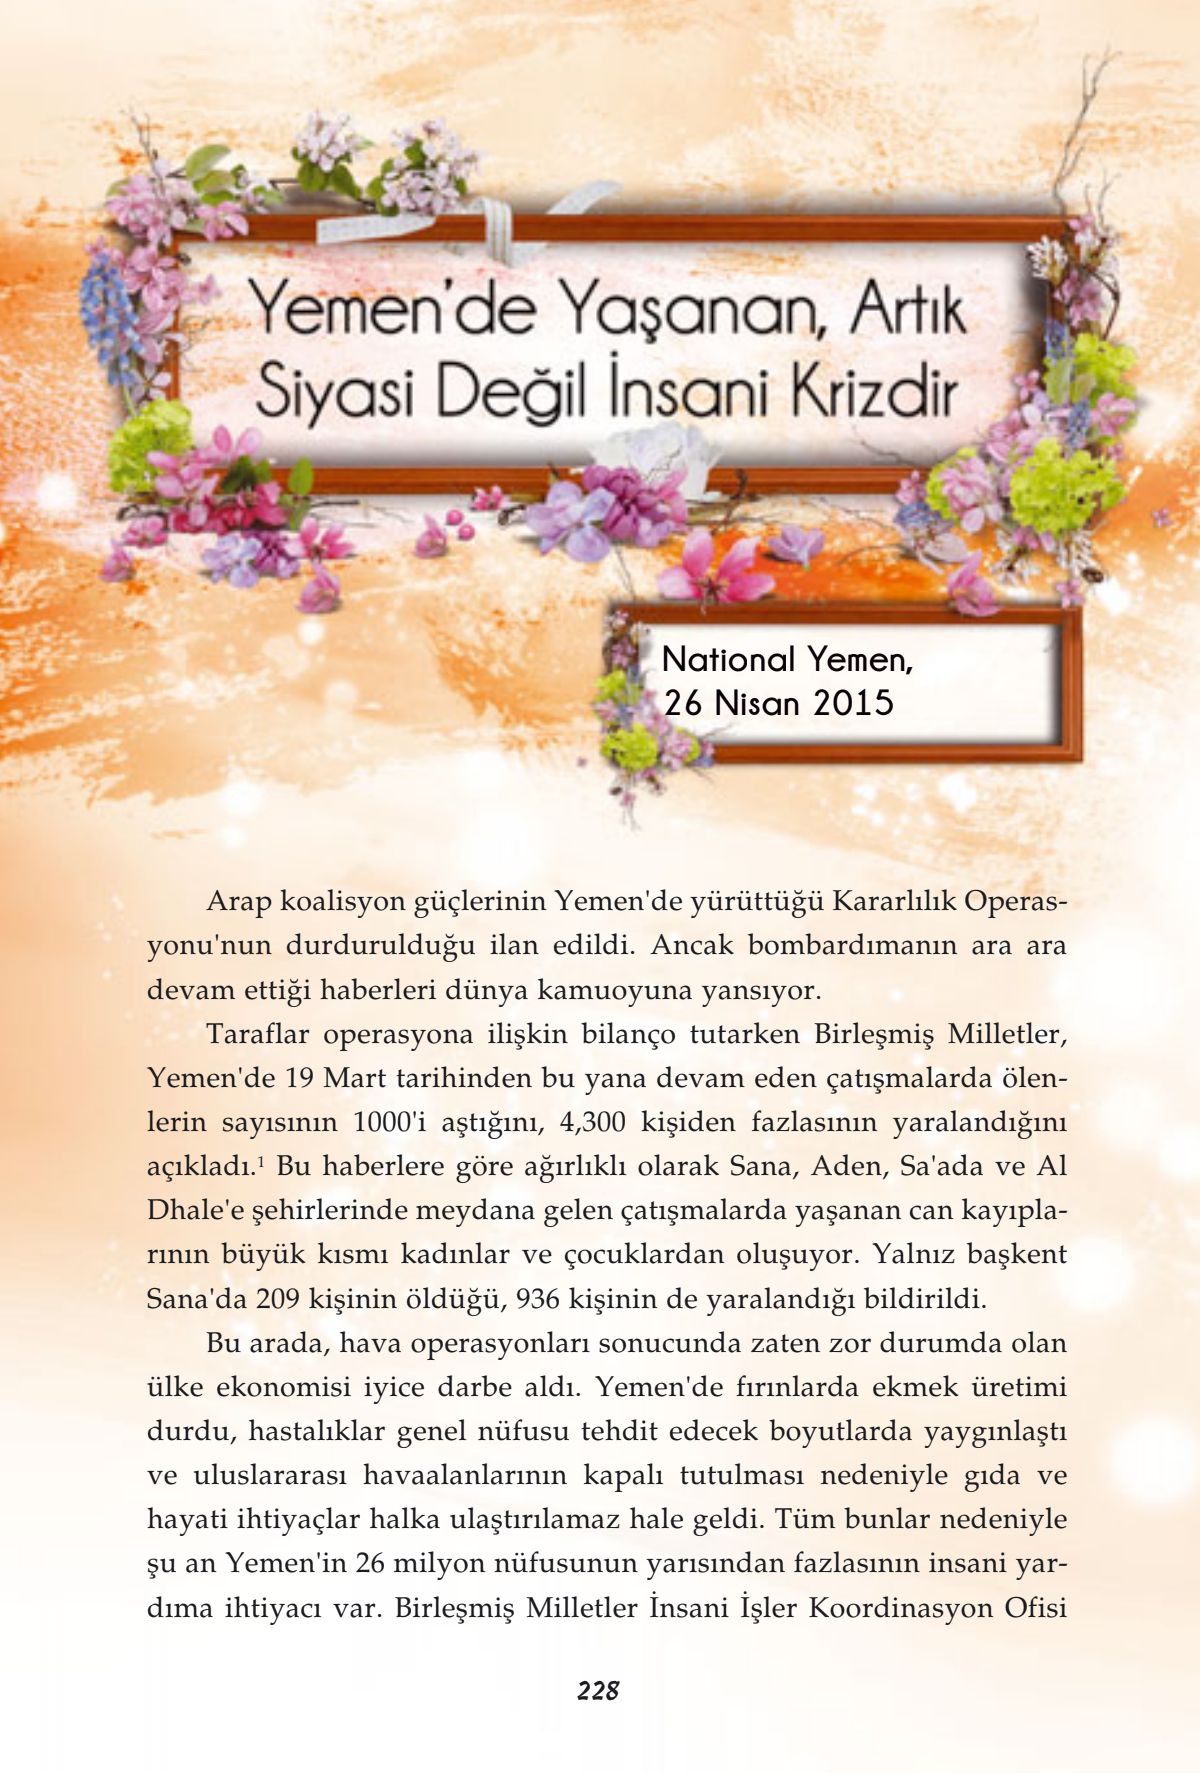 Yemen'de Yaşanan, Artık
Siyasi Değil İnsani Krizdir
National Yemen,
26 Nisan 2015
Arap koalisyon güçlerinin Yemen'de yürüttüğü Kararlılık Operas-
yonu'nun durdurulduğu ilan edildi. Ancak bombardımanın ara ara
devam ettiği haberleri dünya kamuoyuna yansıyor.
Taraflar operasyona ilişkin bilanço tutarken Birleşmiş Milletler,
Yemen'de 19 Mart tarihinden bu yana devam eden çatışmalarda ölen-
lerin sayısının 1000'i aştığını, 4,300 kişiden fazlasının yaralandığını
açıkladı.¹ Bu haberlere göre ağırlıklı olarak Sana, Aden, Sa'ada ve Al
Dhale'e şehirlerinde meydana gelen çatışmalarda yaşanan can kayıpla-
rının büyük kısmı kadınlar ve çocuklardan oluşuyor. Yalnız başkent
Sana'da 209 kişinin öldüğü, 936 kişinin de yaralandığı bildirildi.
Bu arada, hava operasyonları sonucunda zaten zor durumda olan
ülke ekonomisi iyice darbe aldı. Yemen'de fırınlarda ekmek üretimi
durdu, hastalıklar genel nüfusu tehdit edecek boyutlarda yaygınlaştı
ve uluslararası havaalanlarının kapalı tutulması nedeniyle gıda ve
hayati ihtiyaçlar halka ulaştırılamaz hale geldi. Tüm bunlar nedeniyle
şu an Yemen'in 26 milyon nüfusunun yarısından fazlasının insani yar-
dıma ihtiyacı var. Birleşmiş Milletler İnsani İşler Koordinasyon Ofisi
228